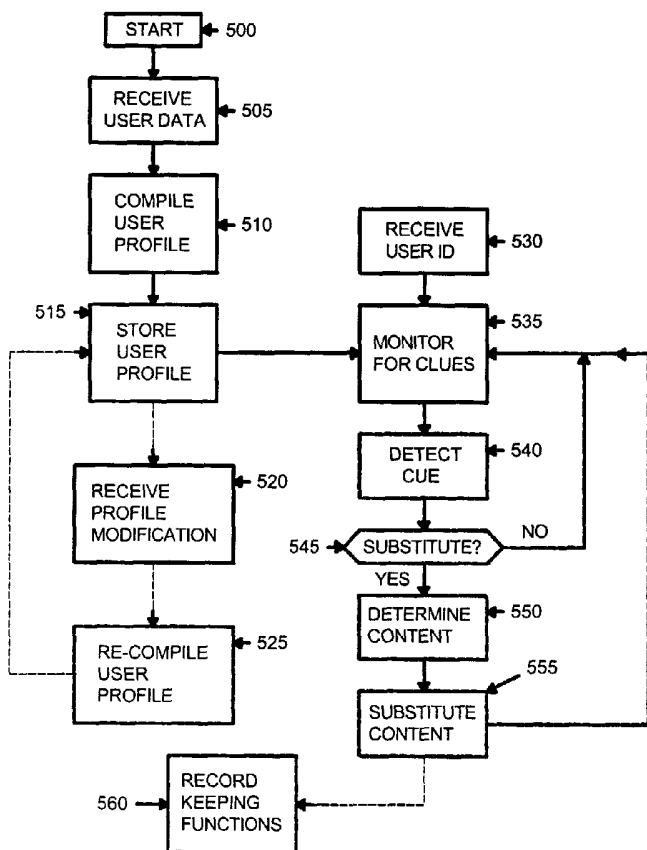 START
500
RECEIVE
USER DATA
505
COMPILE
USER
PROFILE
510
515
STORE
USER
PROFILE
RECEIVE
PROFILE
MODIFICATION
520
RE-COMPILE
USER
PROFILE
525
RECEIVE
USER ID
530
MONITOR
FOR CLUES
535
DETECT
CUE
540
545
SUBSTITUTE?
NO
YES
DETERMINE
CONTENT
550
SUBSTITUTE
CONTENT
555
560
RECORD
KEEPING
FUNCTIONS